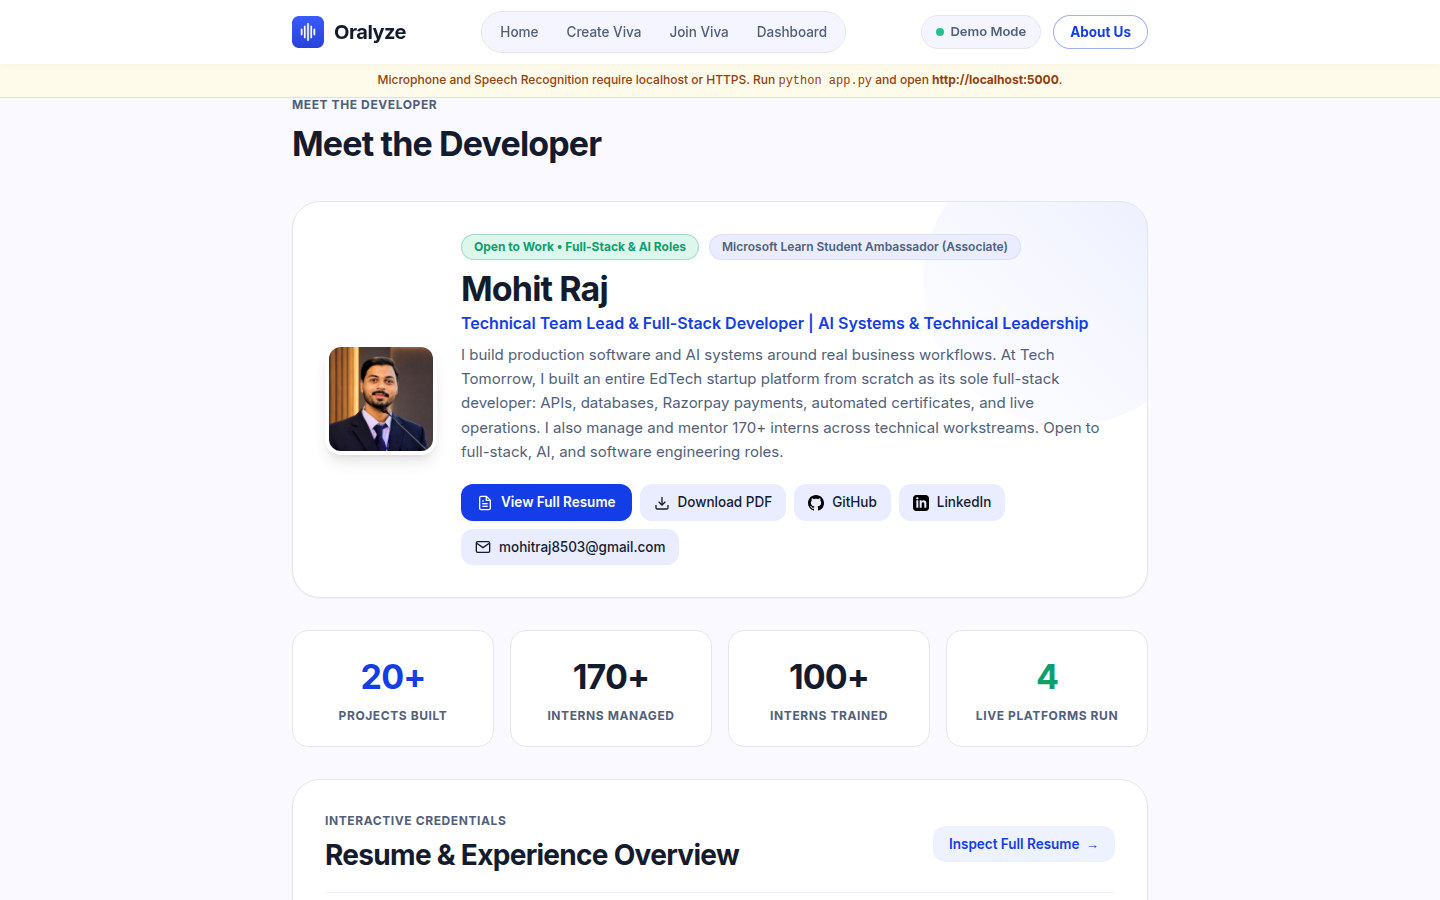 Oralyze
Home
Create Viva
Join Viva
Dashboard
Demo Mode
About Us
Microphone and Speech Recognition require localhost or HTTPS. Run python app.py and open http://localhost:5000.
MEET THE DEVELOPER
Meet the Developer
Open to Work • Full-Stack & AI Roles
Microsoft Learn Student Ambassador (Associate)
Mohit Raj
Technical Team Lead & Full-Stack Developer | AI Systems & Technical Leadership
I build production software and AI systems around real business workflows. At Tech
Tomorrow, I built an entire EdTech startup platform from scratch as its sole full-stack
developer: APIs, databases, Razorpay payments, automated certificates, and live
operations. I also manage and mentor 170+ interns across technical workstreams. Open to
full-stack, AI, and software engineering roles.
View Full Resume
Download PDF
GitHub
LinkedIn
mohitraj8503@gmail.com
20+
PROJECTS BUILT
170+
INTERNS MANAGED
100+
INTERNS TRAINED
4
LIVE PLATFORMS RUN
INTERACTIVE CREDENTIALS
Resume & Experience Overview
Inspect Full Resume →